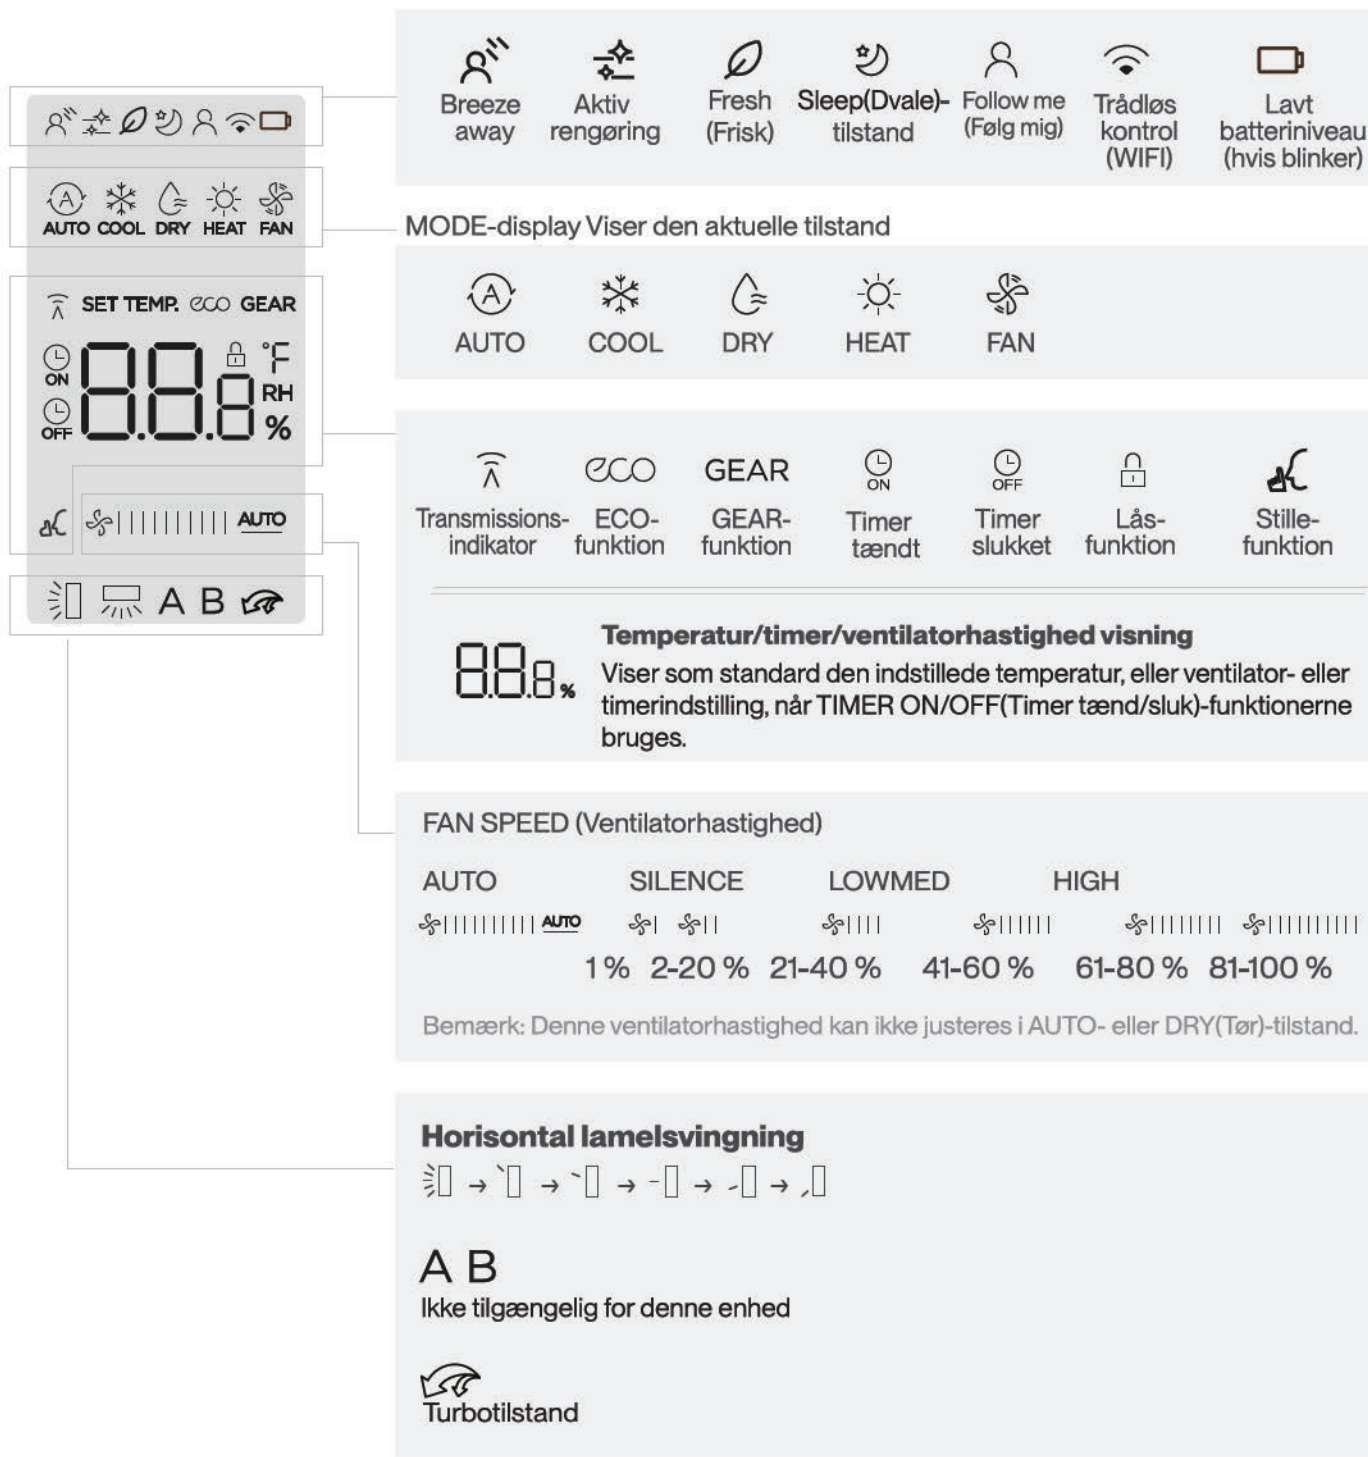 AUTO COOL DRY HEAT FAN
SET TEMP. eco GEAR
ON
OFF
°F
RH
%
AUTO
A B
Breeze away
Aktiv rengøring
Fresh (Frisk)
Sleep(Dvale)-tilstand
Follow me (Følg mig)
Trådløs kontrol (WIFI)
Lavt batteriniveau (hvis blinker)
MODE-display Viser den aktuelle tilstand
AUTO COOL DRY HEAT FAN
eco GEAR ON OFF
Transmissions-indikator
ECO-funktion
GEAR-funktion
Timer tændt
Timer slukket
Lås-funktion
Stille-funktion
88.8%
Temperatur/timer/ventilatorhastighed visning
Viser som standard den indstillede temperatur, eller ventilator- eller
timerindstilling, når TIMER ON/OFF(Timer tænd/sluk)-funktionerne
bruges.
FAN SPEED (Ventilatorhastighed)
AUTO SILENCE LOWMED HIGH
AUTO
1 % 2-20 % 21-40 % 41-60 % 61-80 % 81-100 %
Bemærk: Denne ventilatorhastighed kan ikke justeres i AUTO- eller DRY(Tør)-tilstand.
Horisontal lamelsvingning
A B
Ikke tilgængelig for denne enhed
Turbotilstand